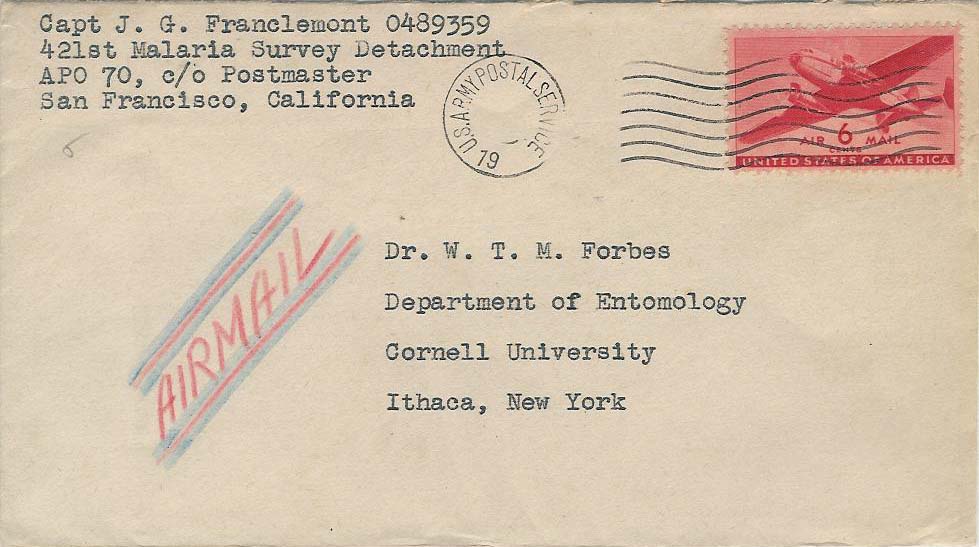 Capt J. G. Franclemont 0489359
421st Malaria Survey Detachment
APO 70, c/o Postmaster
San Francisco, California
U.S.ARMY POSTAL SERVICE
19
AIR 6 MAIL
CENTS
UNITED STATES OF AMERICA
6
AIRMAIL
Dr. W. T. M. Forbes
Department of Entomology
Cornell University
Ithaca, New York